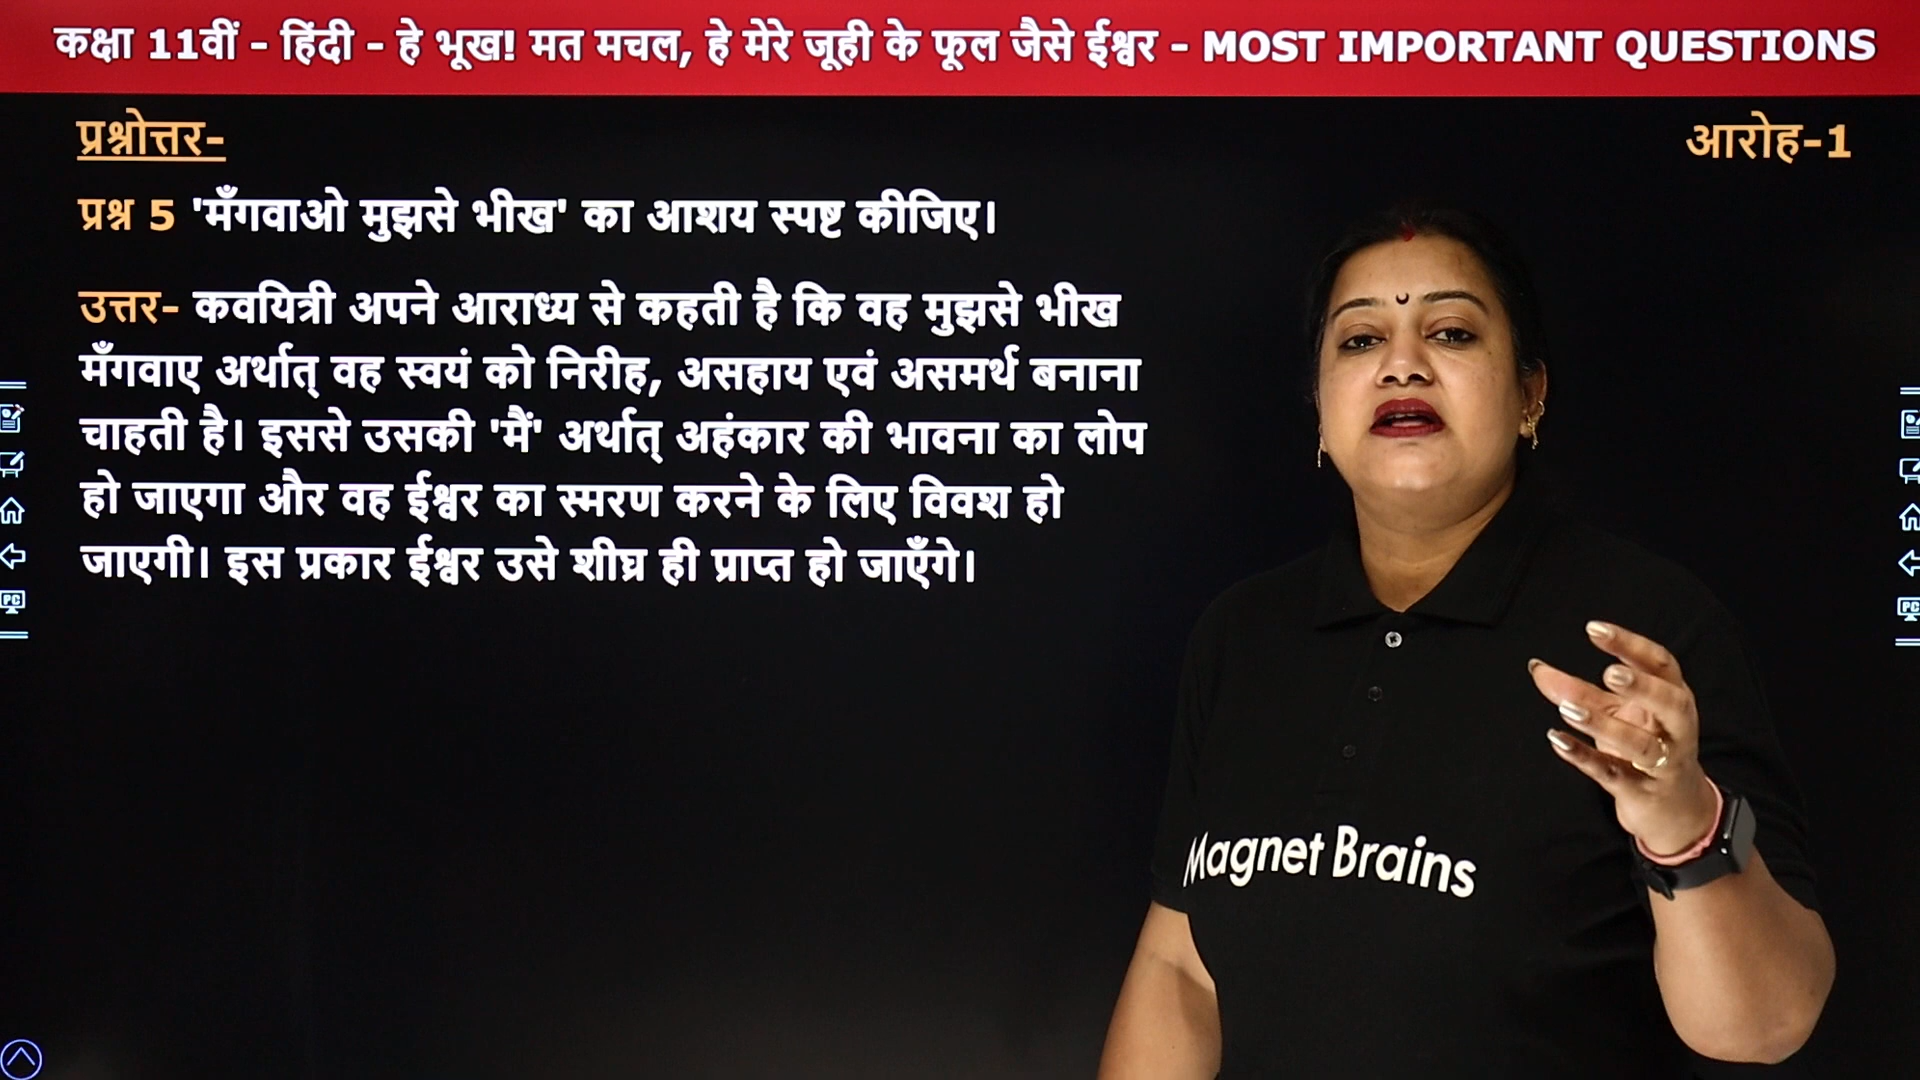 कक्षा 11वीं - हिंदी - हे भूख! मत मचल, हे मेरे जूही के फूल जैसे ईश्वर - MOST IMPORTANT QUESTIONS
प्रश्नोत्तर-
आरोह-1
प्रश्न 5 'मँगवाओ मुझसे भीख' का आशय स्पष्ट कीजिए।
उत्तर- कवयित्री अपने आराध्य से कहती है कि वह मुझसे भीख
मँगवाए अर्थात् वह स्वयं को निरीह, असहाय एवं असमर्थ बनाना
चाहती है। इससे उसकी 'मैं' अर्थात् अहंकार की भावना का लोप
हो जाएगा और वह ईश्वर का स्मरण करने के लिए विवश हो
जाएगी। इस प्रकार ईश्वर उसे शीघ्र ही प्राप्त हो जाएँगे।
PC
PC
Magnet Brains